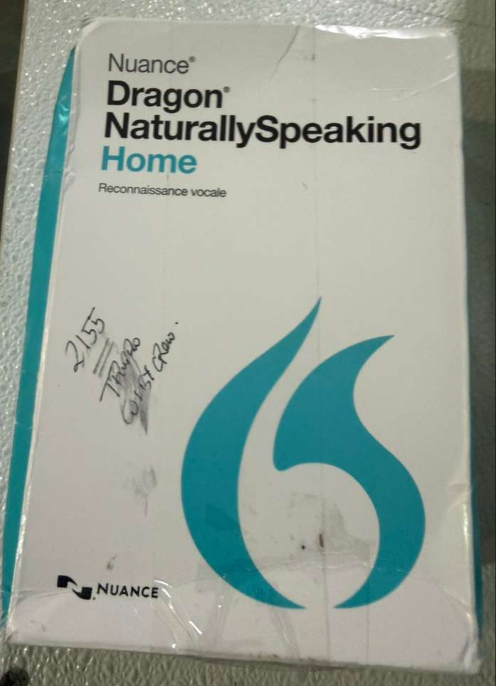 Nuance®
Dragon®
NaturallySpeaking
Home
Reconnaissance vocale
2155
NUANCE